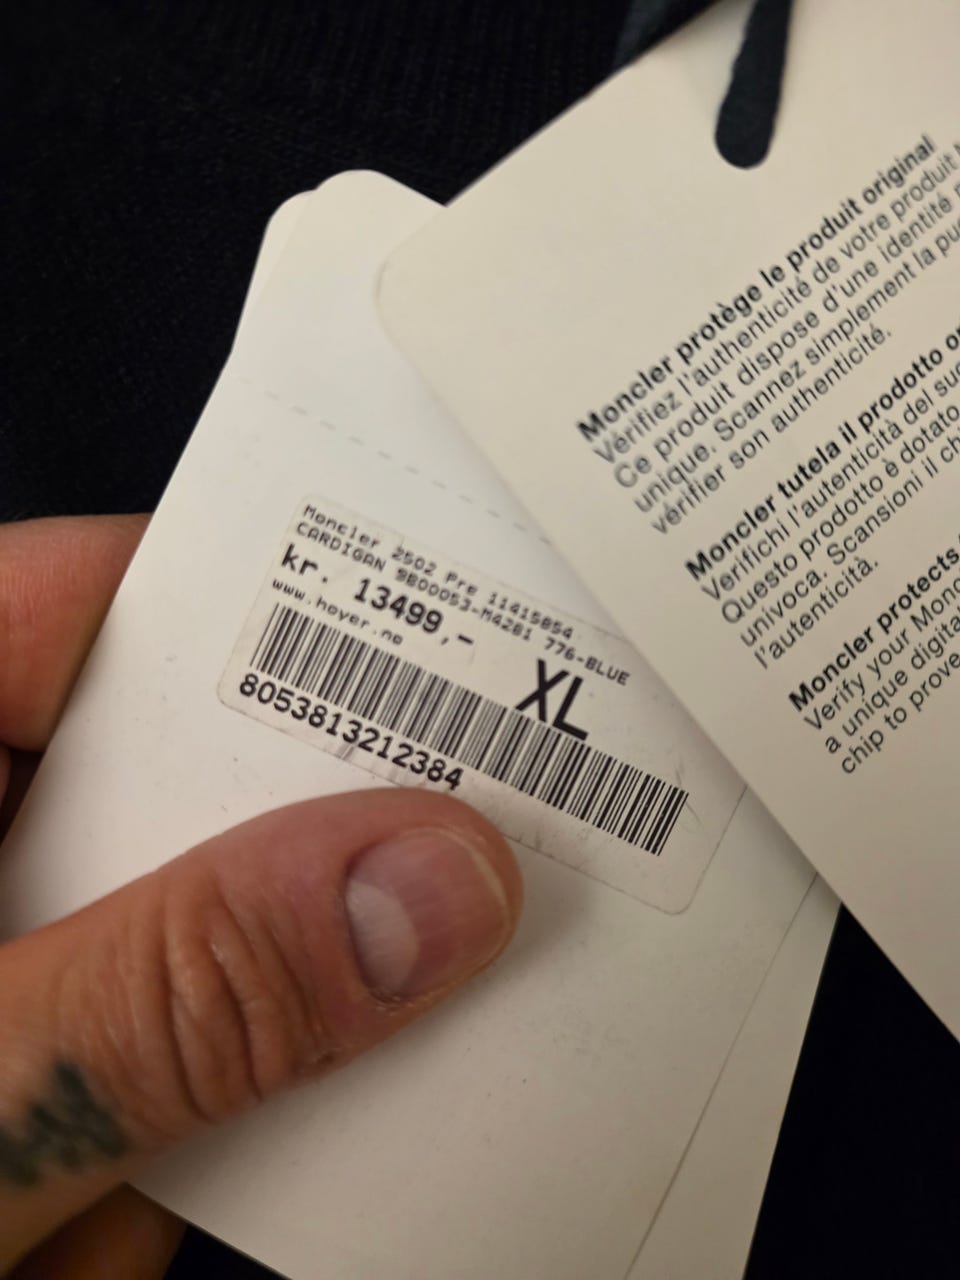 Moncler 2502 Pre 11415054
CARDIGAN 9B00053-M4281 776-BLUE
kr. 13499,-
www.hoyer.no
XL
8053813212384
Moncler protège le produit original
Vérifiez l'authenticité de votre produit
Ce produit dispose d'une identité
unique. Scannez simplement la
vérifier son authenticité.
Moncler tutela il prodotto
Verifichi l'autenticità del
Questo prodotto è dotato
univoca. Scansioni il
l'autenticità.
Moncler protects
Verify your
a unique
chip to prove